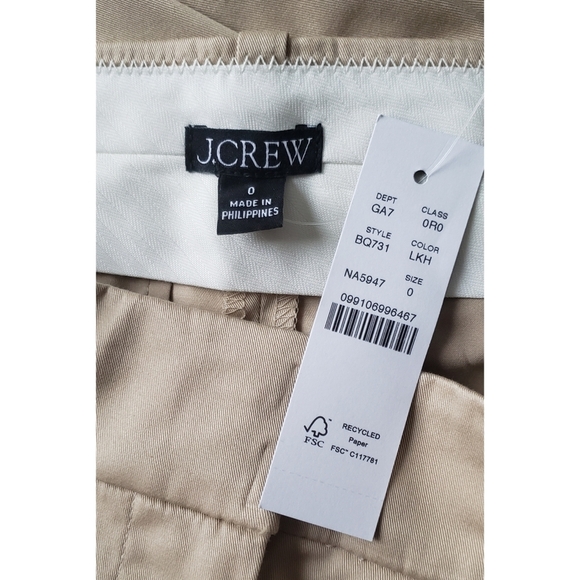 J.CREW
0
MADE IN
PHILIPPINES
DEPT CLASS
GA7 0R0
STYLE COLOR
BQ731 LKH
NA5947 SIZE
0
099106996467
FSC
RECYCLED
Paper
FSC® C117781